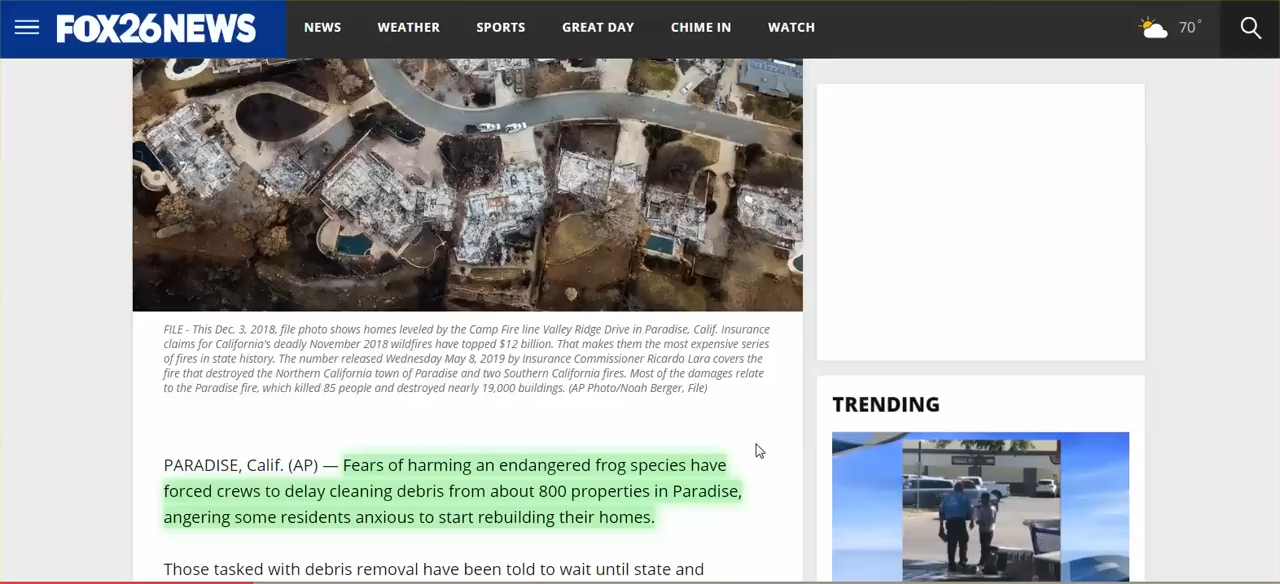 FOX26NEWS NEWS WEATHER SPORTS GREAT DAY CHIME IN WATCH 70°
FILE - This Dec. 3, 2018, file photo shows homes leveled by the Camp Fire line Valley Ridge Drive in Paradise, Calif. Insurance
claims for California's deadly November 2018 wildfires have topped $12 billion. That makes them the most expensive series
of fires in state history. The number released Wednesday May 8, 2019 by Insurance Commissioner Ricardo Lara covers the
fire that destroyed the Northern California town of Paradise and two Southern California fires. Most of the damages relate
to the Paradise fire, which killed 85 people and destroyed nearly 19,000 buildings. (AP Photo/Noah Berger, File)
PARADISE, Calif. (AP) — Fears of harming an endangered frog species have
forced crews to delay cleaning debris from about 800 properties in Paradise,
angering some residents anxious to start rebuilding their homes.
Those tasked with debris removal have been told to wait until state and
TRENDING